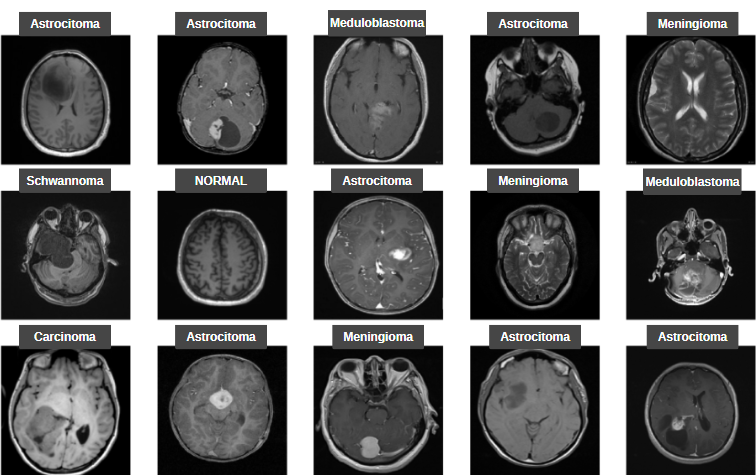 Astrocitoma
Astrocitoma
Meduloblastoma
Astrocitoma
Meningioma
Schwannoma
NORMAL
Astrocitoma
Meningioma
Meduloblastoma
Carcinoma
Astrocitoma
Meningioma
Astrocitoma
Astrocitoma